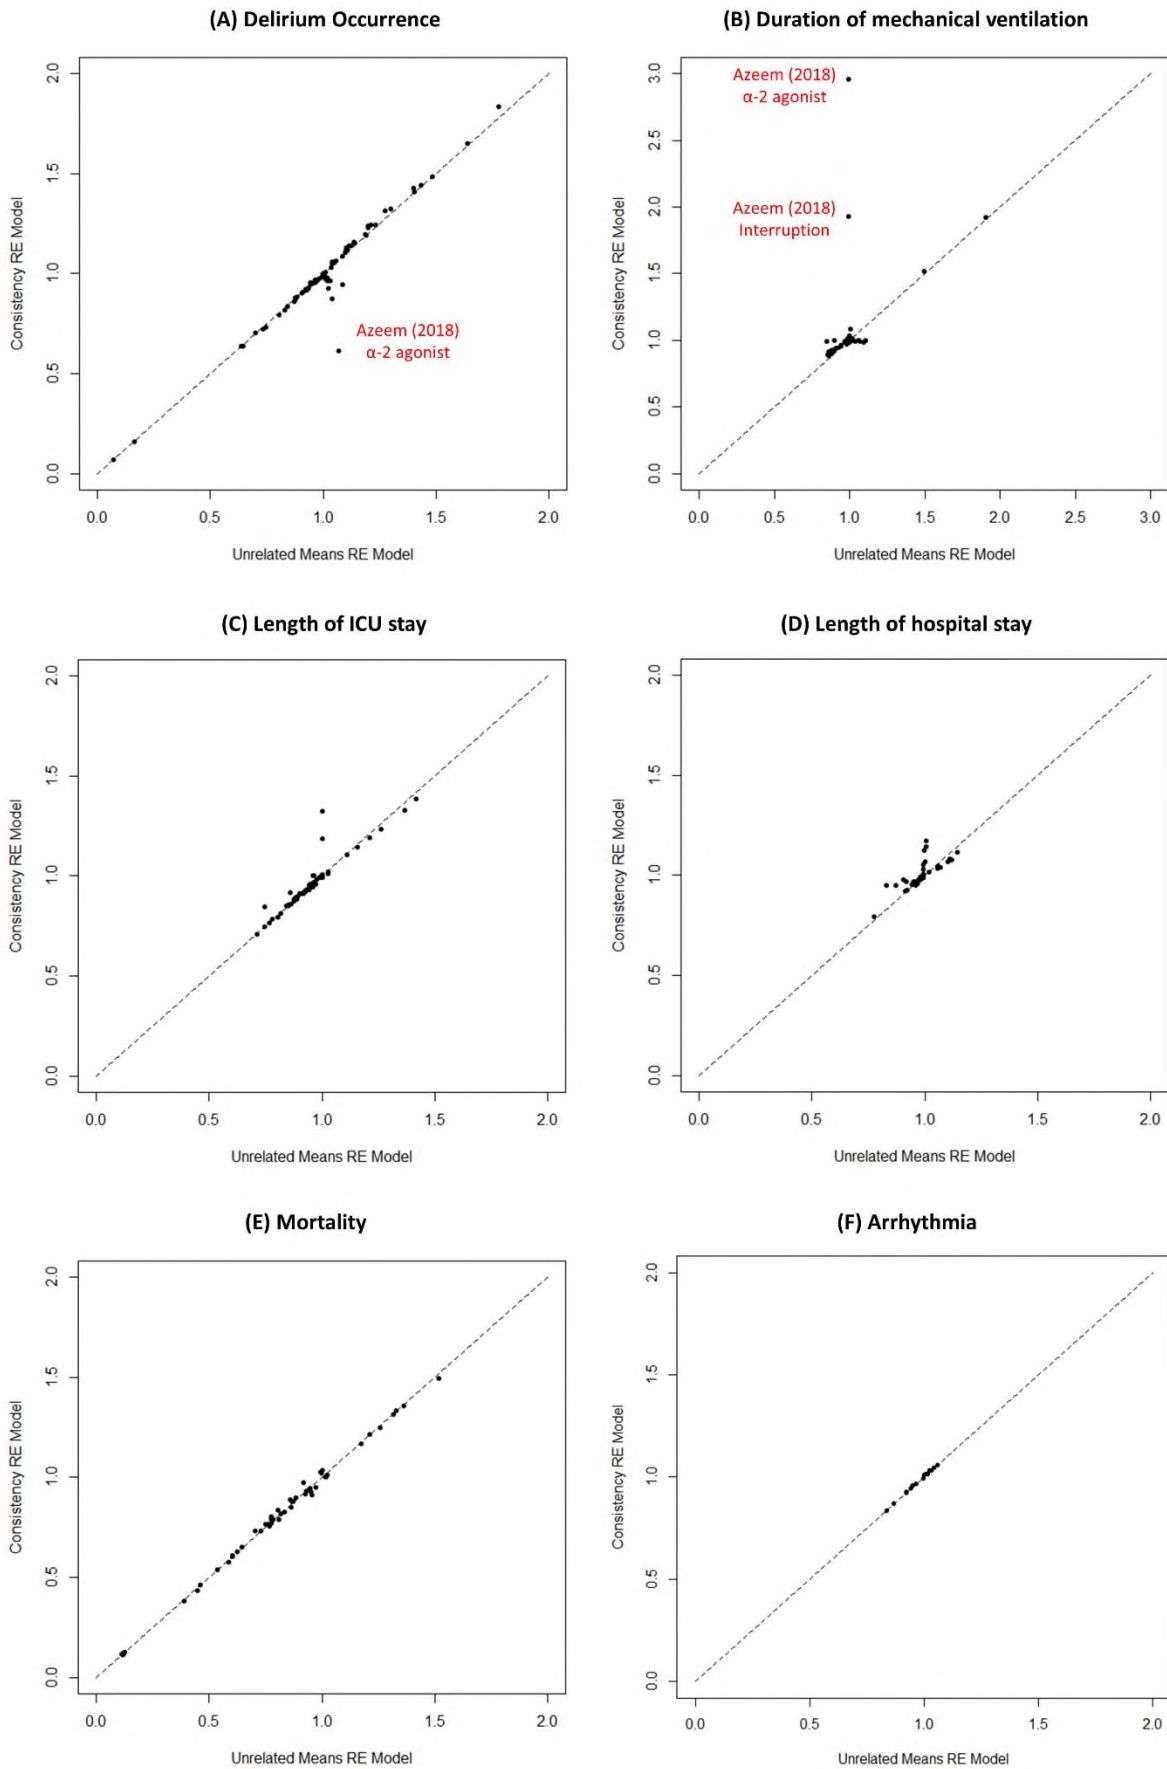 (A) Delirium Occurrence
Consistency RE Model
2.0
1.5
1.0
0.5
0.0
Azeem (2018)
α-2 agonist
0.0 0.5 1.0 1.5 2.0
Unrelated Means RE Model
(B) Duration of mechanical ventilation
Consistency RE Model
3.0
2.5
2.0
1.5
1.0
0.5
0.0
Azeem (2018)
α-2 agonist
Azeem (2018)
Interruption
0.0 0.5 1.0 1.5 2.0 2.5 3.0
Unrelated Means RE Model
(C) Length of ICU stay
Consistency RE Model
2.0
1.5
1.0
0.5
0.0
0.0 0.5 1.0 1.5 2.0
Unrelated Means RE Model
(D) Length of hospital stay
Consistency RE Model
2.0
1.5
1.0
0.5
0.0
0.0 0.5 1.0 1.5 2.0
Unrelated Means RE Model
(E) Mortality
Consistency RE Model
2.0
1.5
1.0
0.5
0.0
0.0 0.5 1.0 1.5 2.0
Unrelated Means RE Model
(F) Arrhythmia
Consistency RE Model
2.0
1.5
1.0
0.5
0.0
0.0 0.5 1.0 1.5 2.0
Unrelated Means RE Model